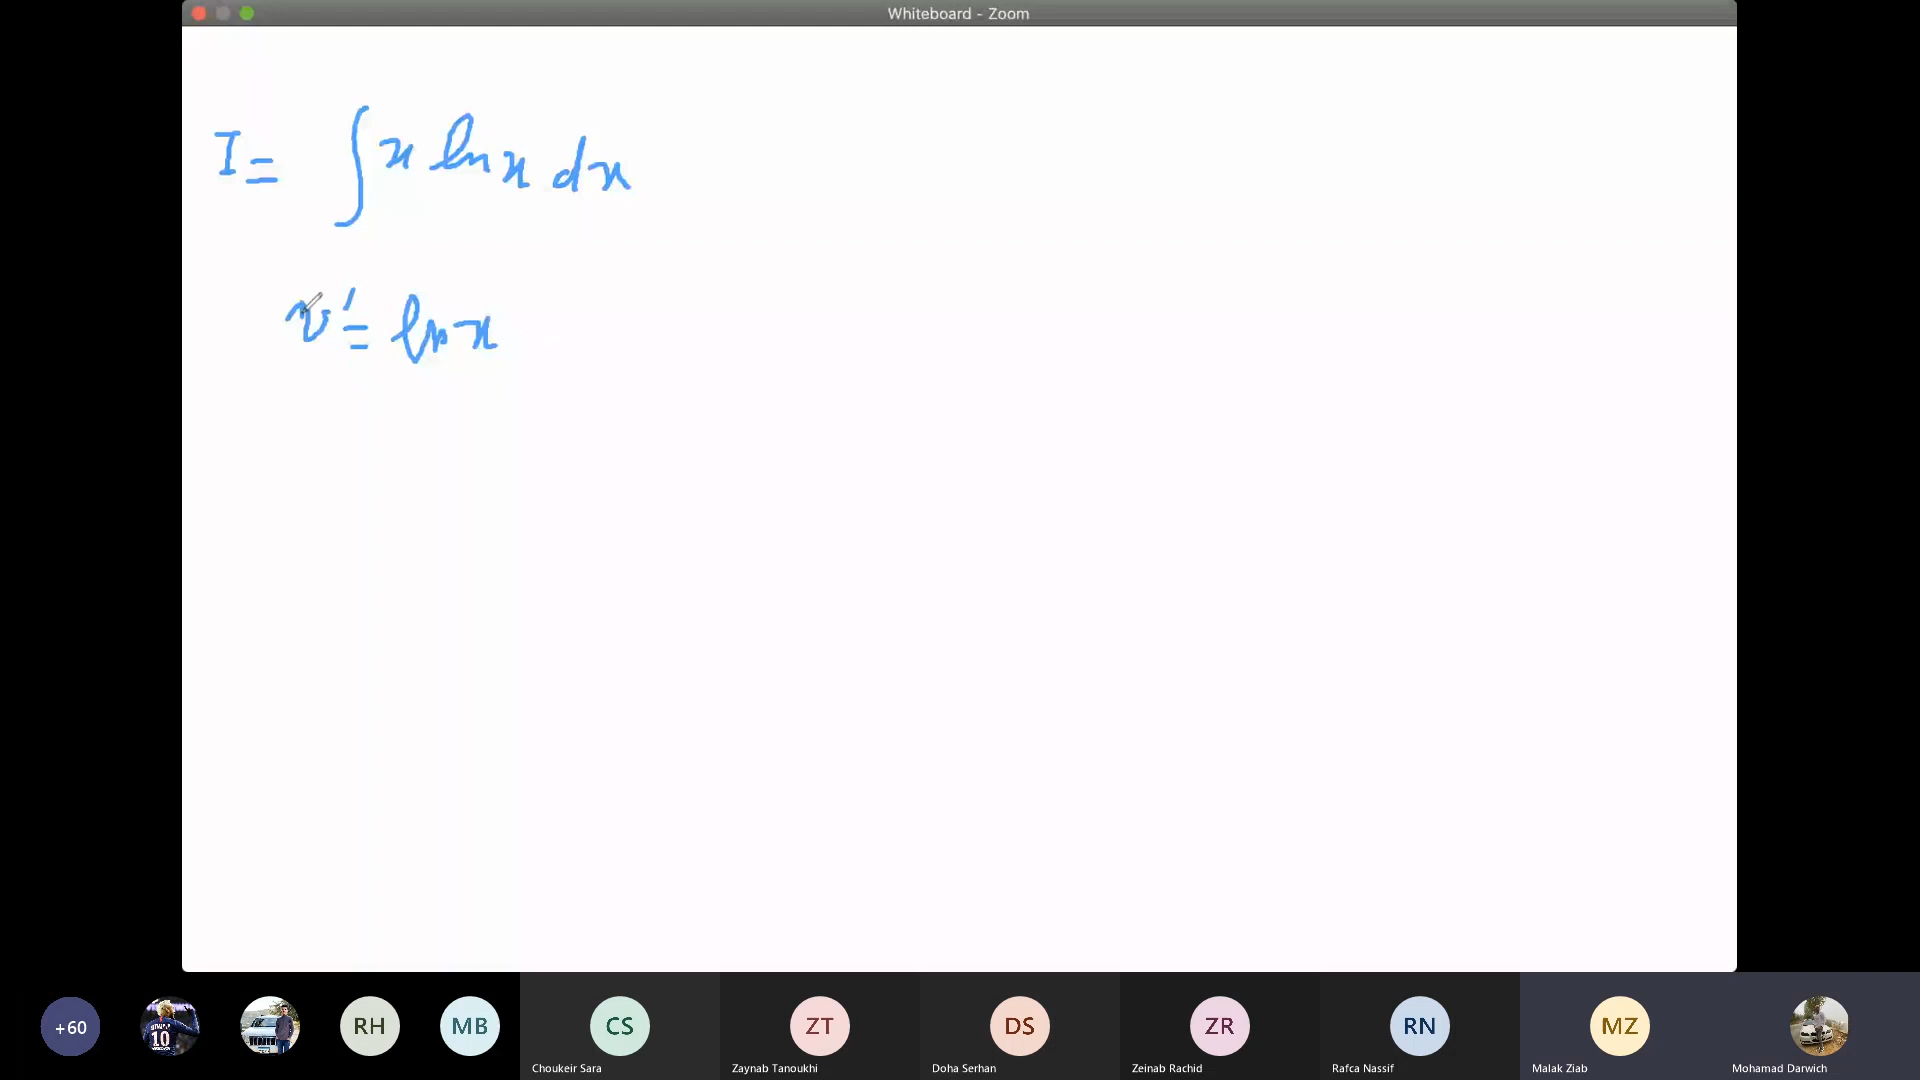 Whiteboard - Zoom
I = ∫ x ln x dx
v' = ln x
+60
10
RH
MB
CS
ZT
DS
ZR
RN
MZ
Choukeir Sara
Zaynab Tanoukhi
Doha Serhan
Zeinab Rachid
Rafca Nassif
Malak Ziab
Mohamad Darwich